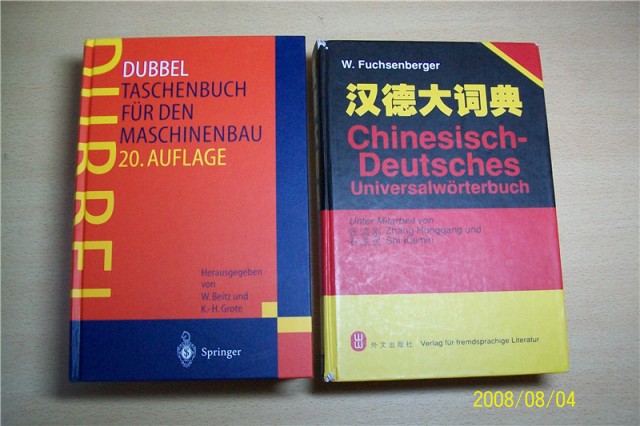 DUBBEL
DUBBEL
TASCHENBUCH
FÜR DEN
MASCHINENBAU
20. AUFLAGE
Herausgegeben
von
W. Beitz und
K.-H. Grote
Springer
W. Fuchsenberger
汉德大词典
Chinesisch-
Deutsches
Universalwörterbuch
Unter Mitarbeit von
Zhang Honggang und
Shi
外文出版社 Verlag für fremdsprachige Literatur
2008/08/04